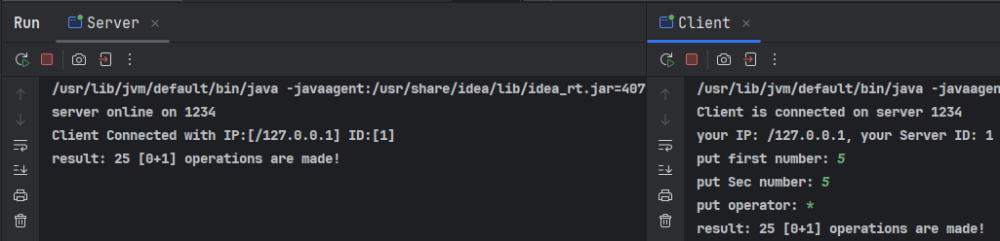 Run
Server
/usr/lib/jvm/default/bin/java -javaagent:/usr/share/idea/lib/idea_rt.jar=407
server online on 1234
Client Connected with IP:[/127.0.0.1] ID:[1]
result: 25 [0+1] operations are made!
Client
/usr/lib/jvm/default/bin/java -javaagen
Client is connected on server 1234
your IP: /127.0.0.1, your Server ID: 1
put first number: 5
put Sec number: 5
put operator: *
result: 25 [0+1] operations are made!